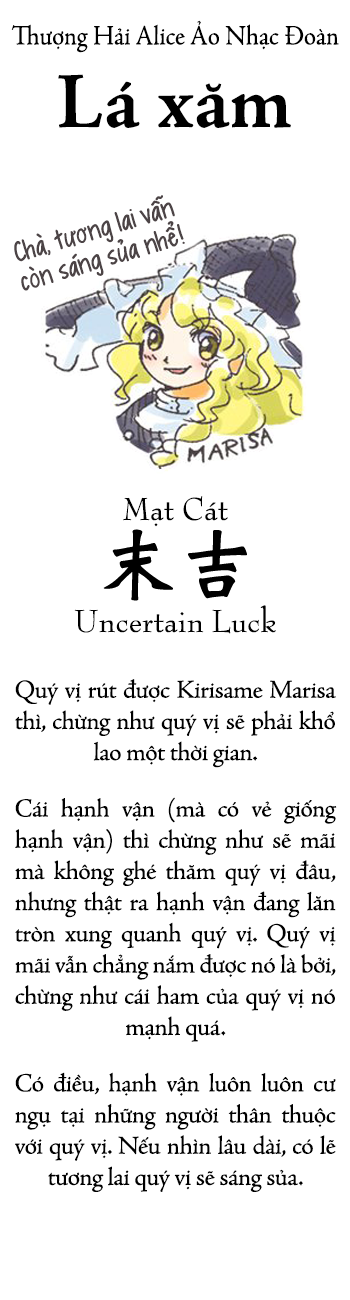 Thượng Hải Alice Ảo Nhạc Đoàn
Lá xăm
Chà, tương lai vẫn
còn sáng sủa nhể!
MARISA
Mạt Cát
末吉
Uncertain Luck
Quý vị rút được Kirisame Marisa
thì, chừng như quý vị sẽ phải khổ
lao một thời gian.
Cái hạnh vận (mà có vẻ giống
hạnh vận) thì chừng như sẽ mãi
mà không ghé thăm quý vị đâu,
nhưng thật ra hạnh vận đang lăn
tròn xung quanh quý vị. Quý vị
mãi vẫn chẳng nắm được nó là bởi,
chừng như cái ham của quý vị nó
mạnh quá.
Có điều, hạnh vận luôn luôn cư
ngụ tại những người thân thuộc
với quý vị. Nếu nhìn lâu dài, có lẽ
tương lai quý vị sẽ sáng sủa.